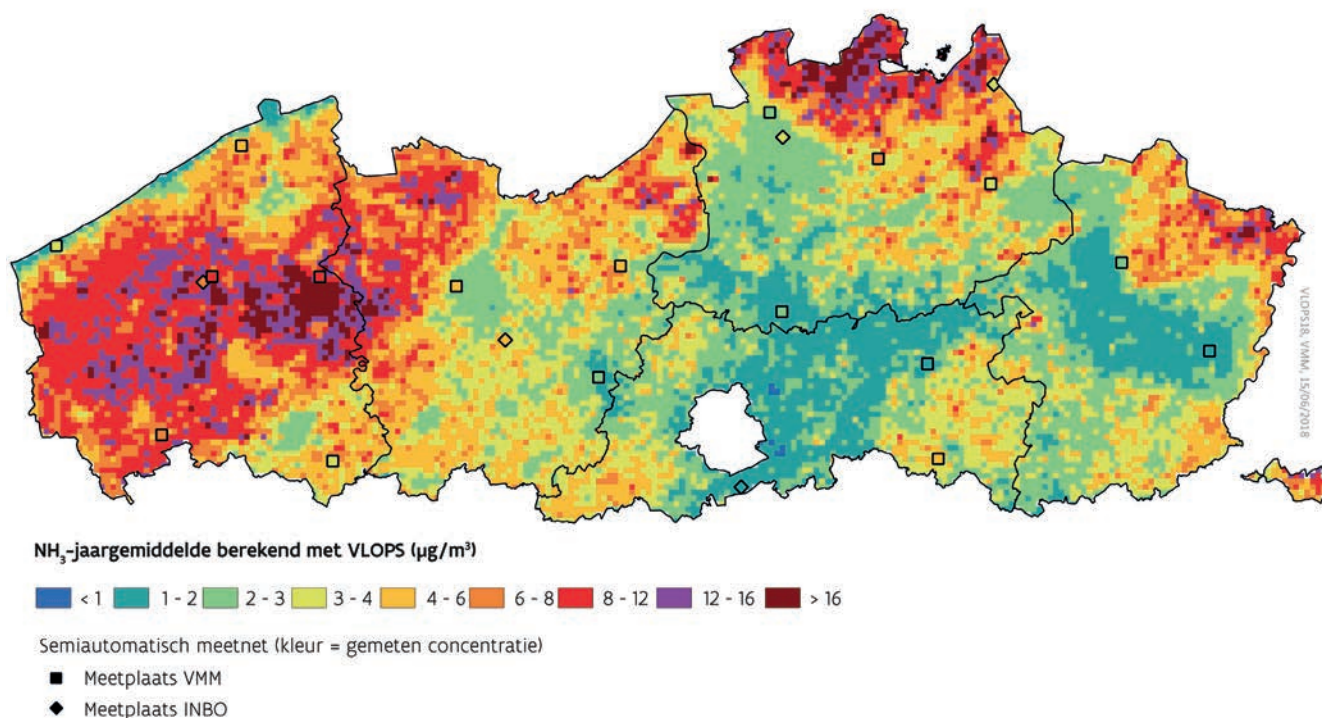 VLOPS18, VMM, 15/06/2018
NH₃-jaargemiddelde berekend met VLOPS (µg/m³)
< 1 1 - 2 2 - 3 3 - 4 4 - 6 6 - 8 8 - 12 12 - 16 > 16
Semiautomatisch meetnet (kleur = gemeten concentratie)
Meetplaats VMM
Meetplaats INBO